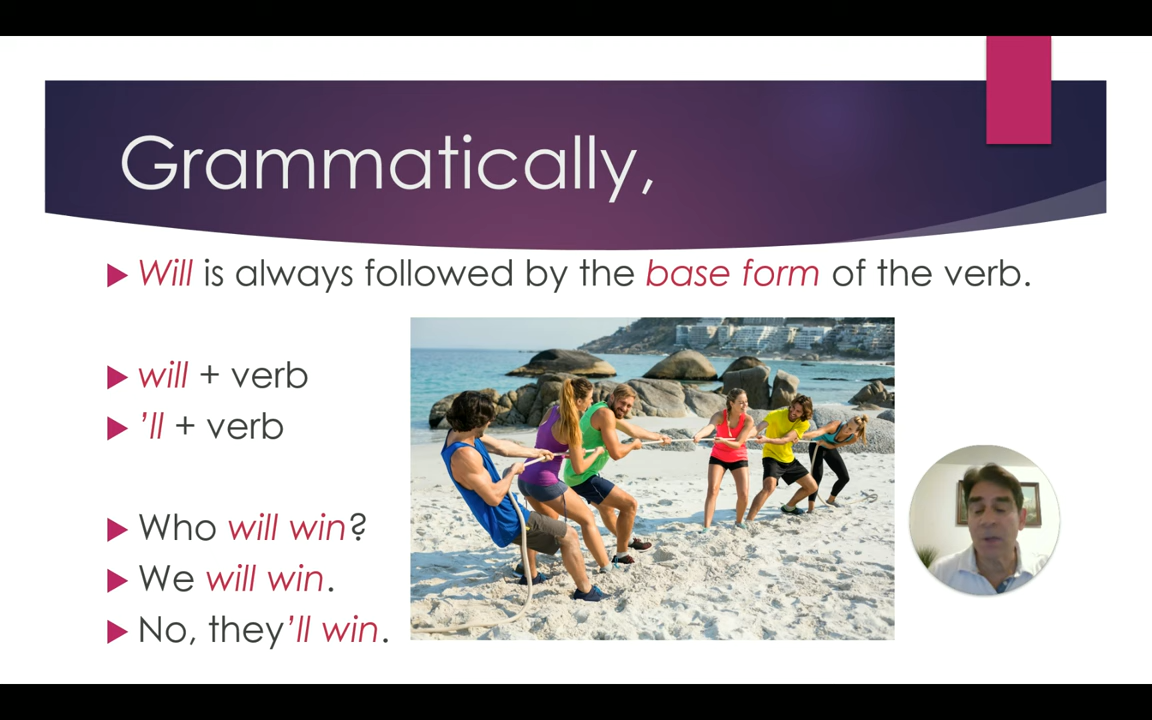 Grammatically,
Will is always followed by the base form of the verb.
will + verb
’ll + verb
Who will win?
We will win.
No, they’ll win.